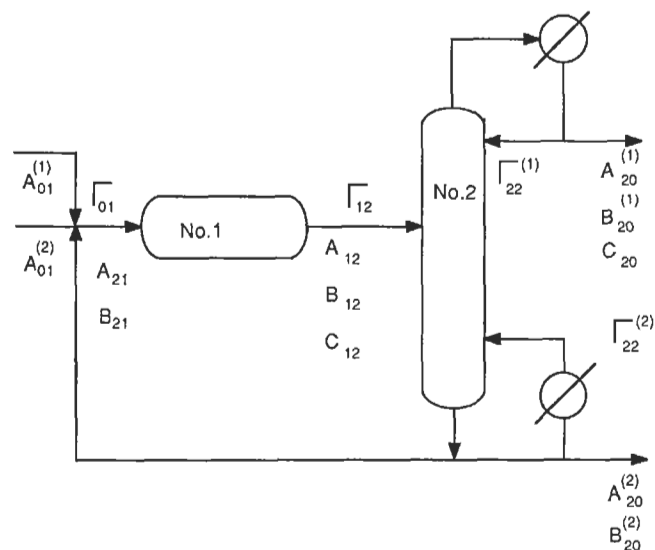 A₀₁⁽¹⁾
Γ₀₁
A₀₁⁽²⁾
A₂₁
B₂₁
No.1
Γ₁₂
A₁₂
B₁₂
C₁₂
No.2
Γ₂₂⁽¹⁾
A₂₀⁽¹⁾
B₂₀⁽¹⁾
C₂₀
Γ₂₂⁽²⁾
A₂₀⁽²⁾
B₂₀⁽²⁾